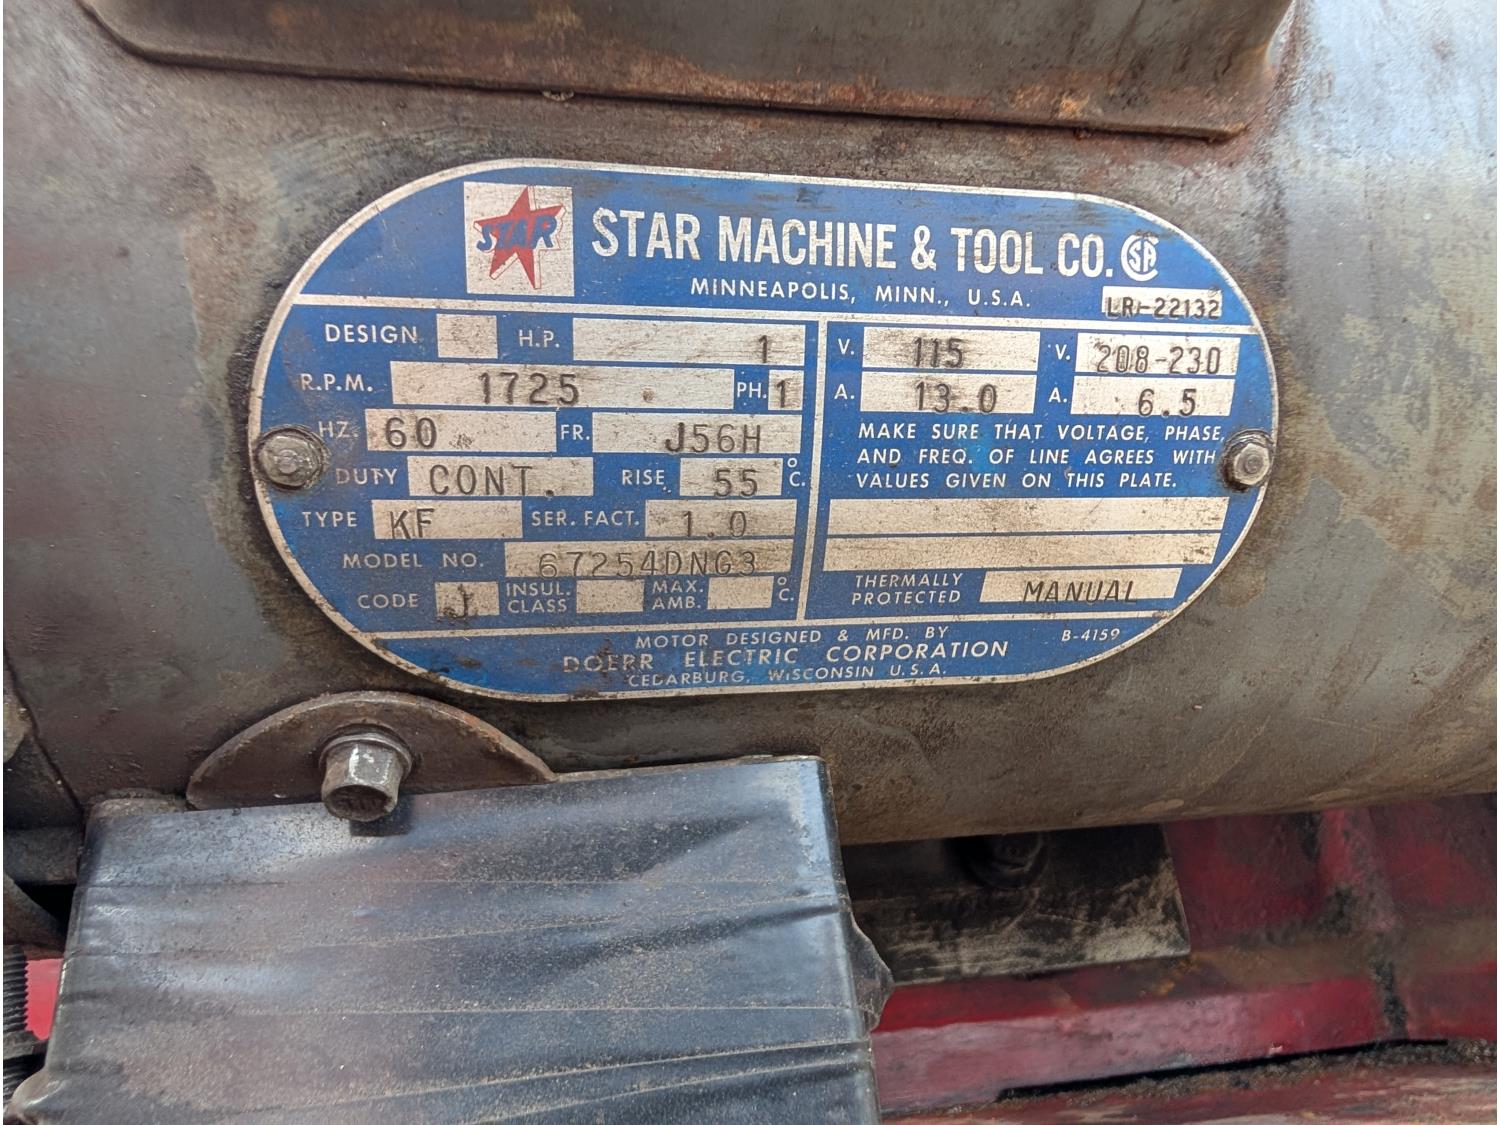 STAR
STAR MACHINE & TOOL CO. CSA
MINNEAPOLIS, MINN., U.S.A.
LR-22132
DESIGN H.P. 1
R.P.M. 1725 PH. 1
HZ. 60 FR. J56H
DUTY CONT. RISE 55 °C.
TYPE KF SER. FACT. 1.0
MODEL NO. 67254DNG3
CODE J INSUL. CLASS MAX. AMB. °C.
V. 115 V. 208-230
A. 13.0 A. 6.5
MAKE SURE THAT VOLTAGE, PHASE,
AND FREQ. OF LINE AGREES WITH
VALUES GIVEN ON THIS PLATE.
THERMALLY PROTECTED MANUAL
MOTOR DESIGNED & MFD. BY B-4159
DOERR ELECTRIC CORPORATION
CEDARBURG, WISCONSIN U.S.A.